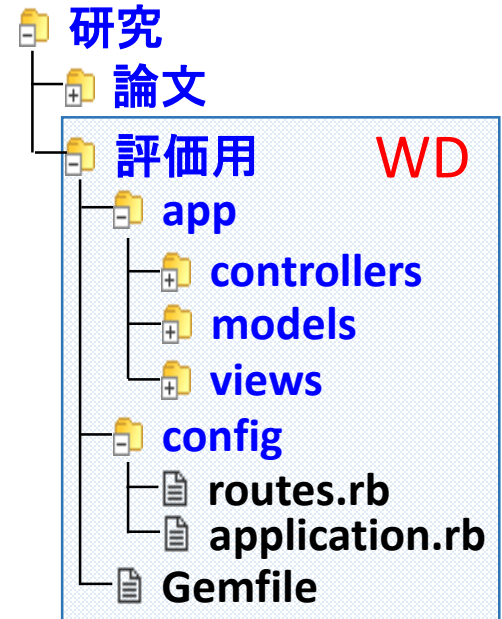 研究
論文
評価用 WD
app
controllers
models
views
config
routes.rb
application.rb
Gemfile